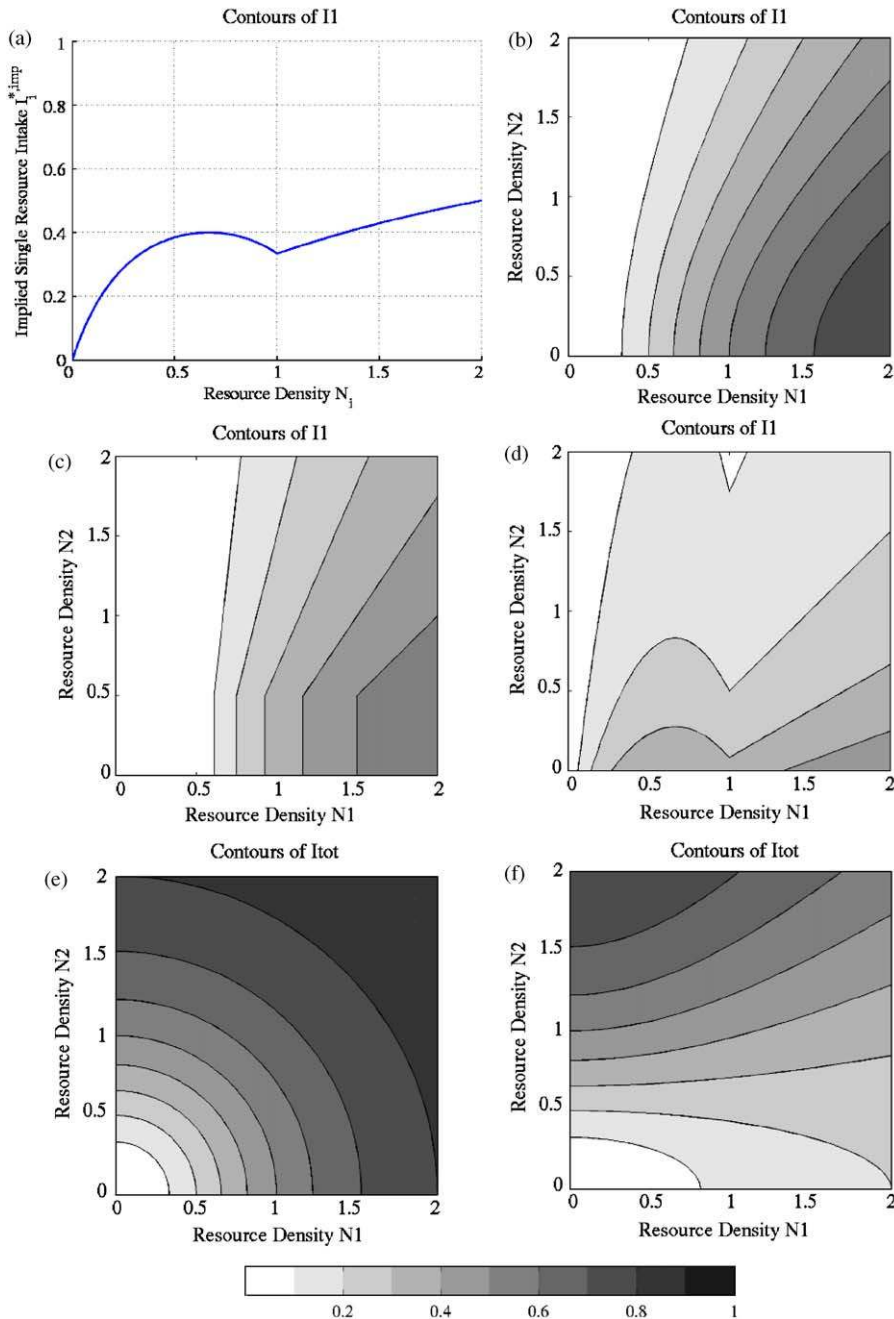 Contours of I1
(a)
Implied Single Resource Intake I_i^*,imp
1
0.8
0.6
0.4
0.2
0
0
0.5
1
1.5
2
Resource Density N_i
Contours of I1
(b)
Resource Density N2
2
1.5
1
0.5
0
0
0.5
1
1.5
2
Resource Density N1
Contours of I1
(c)
Resource Density N2
2
1.5
1
0.5
0
0
0.5
1
1.5
2
Resource Density N1
Contours of I1
(d)
Resource Density N2
2
1.5
1
0.5
0
0
0.5
1
1.5
2
Resource Density N1
Contours of Itot
(e)
Resource Density N2
2
1.5
1
0.5
0
0
0.5
1
1.5
2
Resource Density N1
Contours of Itot
(f)
Resource Density N2
2
1.5
1
0.5
0
0
0.5
1
1.5
2
Resource Density N1
0.2
0.4
0.6
0.8
1